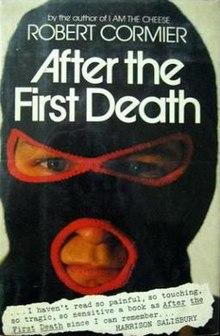 by the author of I AM THE CHEESE
ROBERT CORMIER
After the
First Death
....I haven't read so painful, so touching,
so tragic, so sensitive a book as After the
First Death since I can remember...
HARRISON SALISBURY